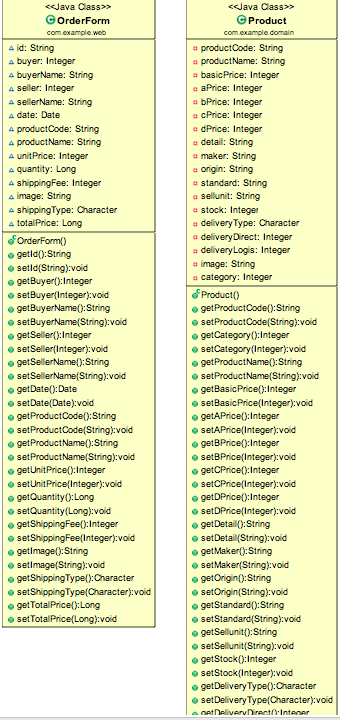 <<Java Class>>
OrderForm
com.example.web
id: String
buyer: Integer
buyerName: String
seller: Integer
sellerName: String
date: Date
productCode: String
productName: String
unitPrice: Integer
quantity: Long
shippingFee: Integer
image: String
shippingType: Character
totalPrice: Long
OrderForm()
getId():String
setId(String):void
getBuyer():Integer
setBuyer(Integer):void
getBuyerName():String
setBuyerName(String):void
getSeller():Integer
setSeller(Integer):void
getSellerName():String
setSellerName(String):void
getDate():Date
setDate(Date):void
getProductCode():String
setProductCode(String):void
getProductName():String
setProductName(String):void
getUnitPrice():Integer
setUnitPrice(Integer):void
getQuantity():Long
setQuantity(Long):void
getShippingFee():Integer
setShippingFee(Integer):void
getImage():String
setImage(String):void
getShippingType():Character
setShippingType(Character):void
getTotalPrice():Long
setTotalPrice(Long):void
<<Java Class>>
Product
com.example.domain
productCode: String
productName: String
basicPrice: Integer
aPrice: Integer
bPrice: Integer
cPrice: Integer
dPrice: Integer
detail: String
maker: String
origin: String
standard: String
sellunit: String
stock: Integer
deliveryType: Character
deliveryDirect: Integer
deliveryLogis: Integer
image: String
category: Integer
Product()
getProductCode():String
setProductCode(String):void
getCategory():Integer
setCategory(Integer):void
getProductName():String
setProductName(String):void
getBasicPrice():Integer
setBasicPrice(Integer):void
getAPrice():Integer
setAPrice(Integer):void
getBPrice():Integer
setBPrice(Integer):void
getCPrice():Integer
setCPrice(Integer):void
getDPrice():Integer
setDPrice(Integer):void
getDetail():String
setDetail(String):void
getMaker():String
setMaker(String):void
getOrigin():String
setOrigin(String):void
getStandard():String
setStandard(String):void
getSellunit():String
setSellunit(String):void
getStock():Integer
setStock(Integer):void
getDeliveryType():Character
setDeliveryType(Character):void
getDeliveryDirect():Integer